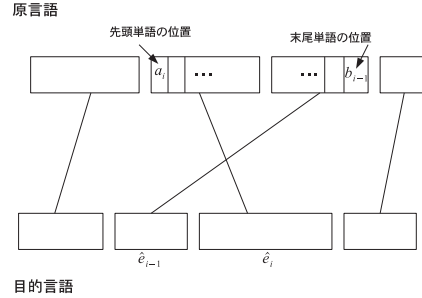 原言語
先頭単語の位置
末尾単語の位置
a_i ... ... b_{i-1}
ê_{i-1} ê_i
目的言語